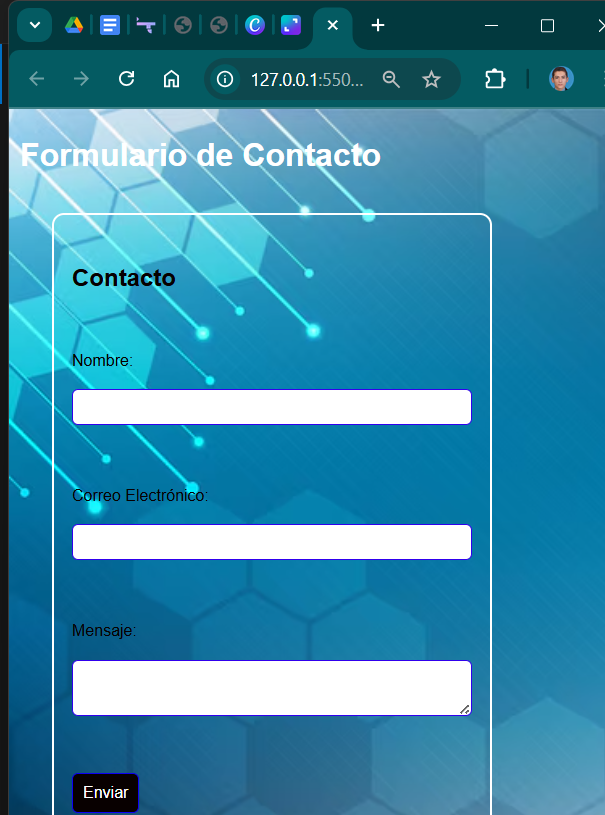 127.0.0.1:550...
Formulario de Contacto
Contacto
Nombre:
Correo Electrónico:
Mensaje:
Enviar